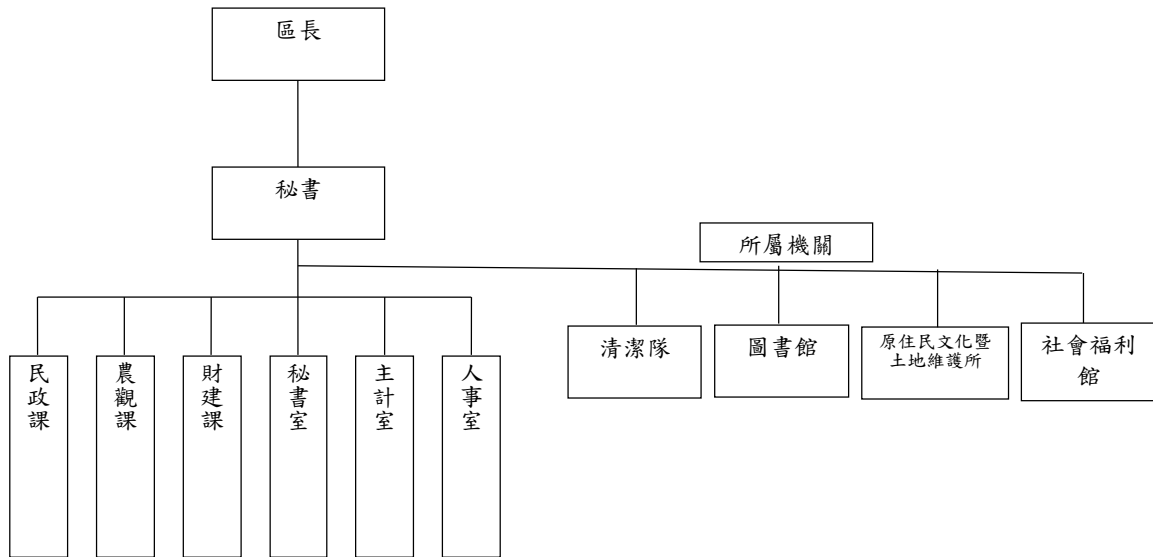 區長
秘書
所屬機關
清潔隊
圖書館
原住民文化暨
土地維護所
社會福利
館
民政課
農觀課
財建課
秘書室
主計室
人事室